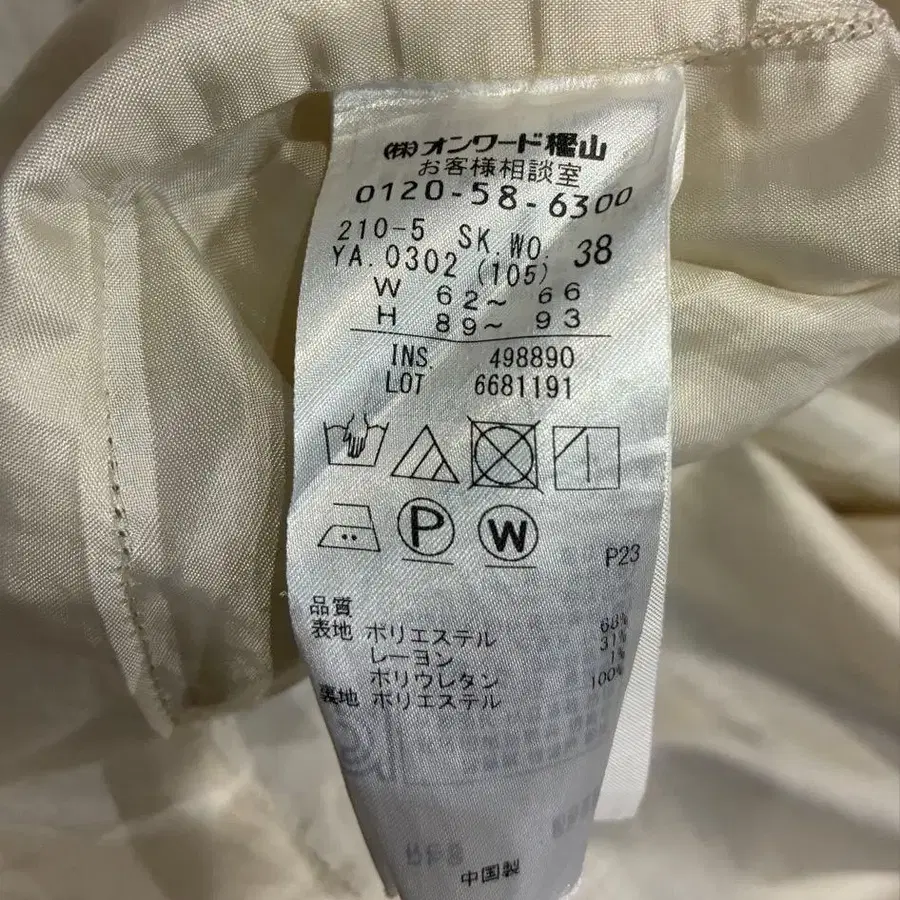 (株)オンワード樫山
お客様相談室
0120-58-6300
210-5 SK.WO. 38
YA.0302 (105)
W 62～ 66
H 89～ 93
INS. 498890
LOT 6681191
P W
P23
品質
表地 ポリエステル 68%
レーヨン 31%
ポリウレタン 1%
裏地 ポリエステル 100%
中国製